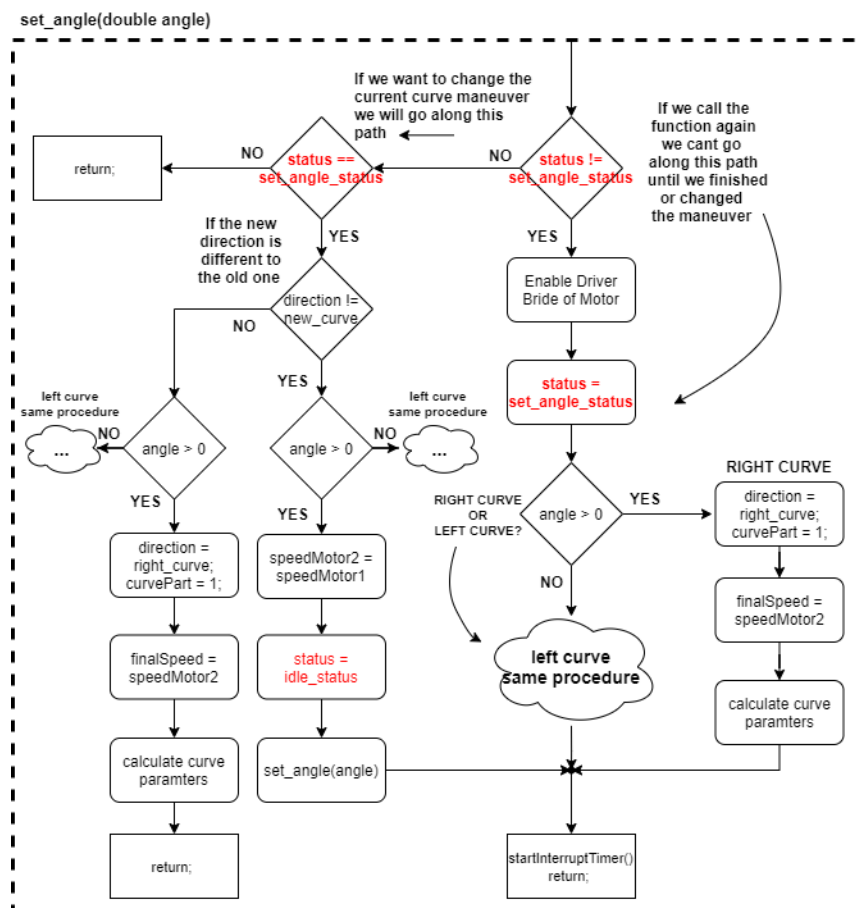 set_angle(double angle)
If we want to change the
current curve maneuver
we will go along this
path
If we call the
function again
we cant go
along this path
until we finished
or changed
the maneuver
return;
NO
status ==
set_angle_status
NO
status !=
set_angle_status
If the new
direction is
different to
the old one
YES
YES
Enable Driver
Bride of Motor
direction !=
new_curve
NO
YES
status =
set_angle_status
left curve
same procedure
...
NO
angle > 0
angle > 0
NO
left curve
same procedure
...
YES
YES
RIGHT CURVE
OR
LEFT CURVE?
angle > 0
YES
NO
RIGHT CURVE
direction =
right_curve;
curvePart = 1;
direction =
right_curve;
curvePart = 1;
speedMotor2 =
speedMotor1
finalSpeed =
speedMotor2
finalSpeed =
speedMotor2
status =
idle_status
left curve
same procedure
calculate curve
paramters
calculate curve
paramters
set_angle(angle)
return;
startInterruptTimer()
return;